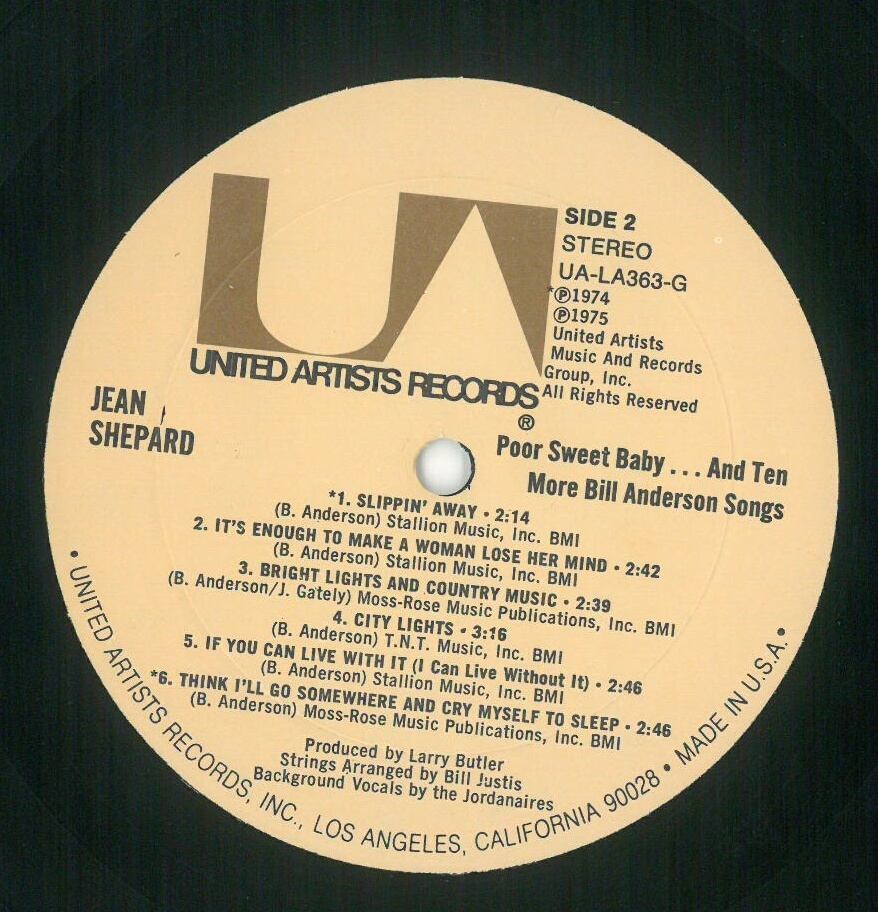 UA
SIDE 2
STEREO
UA-LA363-G
*℗1974
℗1975
United Artists
Music And Records
Group, Inc.
All Rights Reserved
UNITED ARTISTS RECORDS
®
JEAN
SHEPARD
Poor Sweet Baby . . . And Ten
More Bill Anderson Songs
*1. SLIPPIN' AWAY • 2:14
(B. Anderson) Stallion Music, Inc. BMI
2. IT'S ENOUGH TO MAKE A WOMAN LOSE HER MIND • 2:42
(B. Anderson) Stallion Music, Inc. BMI
3. BRIGHT LIGHTS AND COUNTRY MUSIC • 2:39
(B. Anderson/J. Gately) Moss-Rose Music Publications, Inc. BMI
4. CITY LIGHTS • 3:16
(B. Anderson) T.N.T. Music, Inc. BMI
5. IF YOU CAN LIVE WITH IT (I Can Live Without It) • 2:46
(B. Anderson) Stallion Music, Inc. BMI
*6. THINK I'LL GO SOMEWHERE AND CRY MYSELF TO SLEEP • 2:46
(B. Anderson) Moss-Rose Music Publications, Inc. BMI
Produced by Larry Butler
Strings Arranged by Bill Justis
Background Vocals by the Jordanaires
• UNITED ARTISTS RECORDS, INC., LOS ANGELES, CALIFORNIA 90028 • MADE IN U.S.A. •